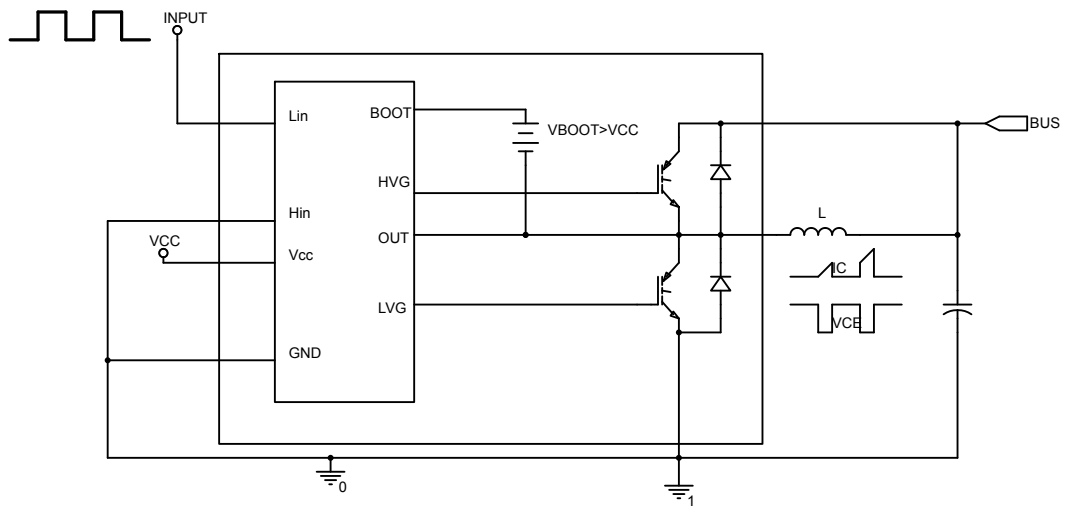 INPUT
Lin
BOOT
VBOOT>VCC
BUS
HVG
Hin
L
VCC
OUT
Vcc
IC
LVG
VCE
GND
0
1